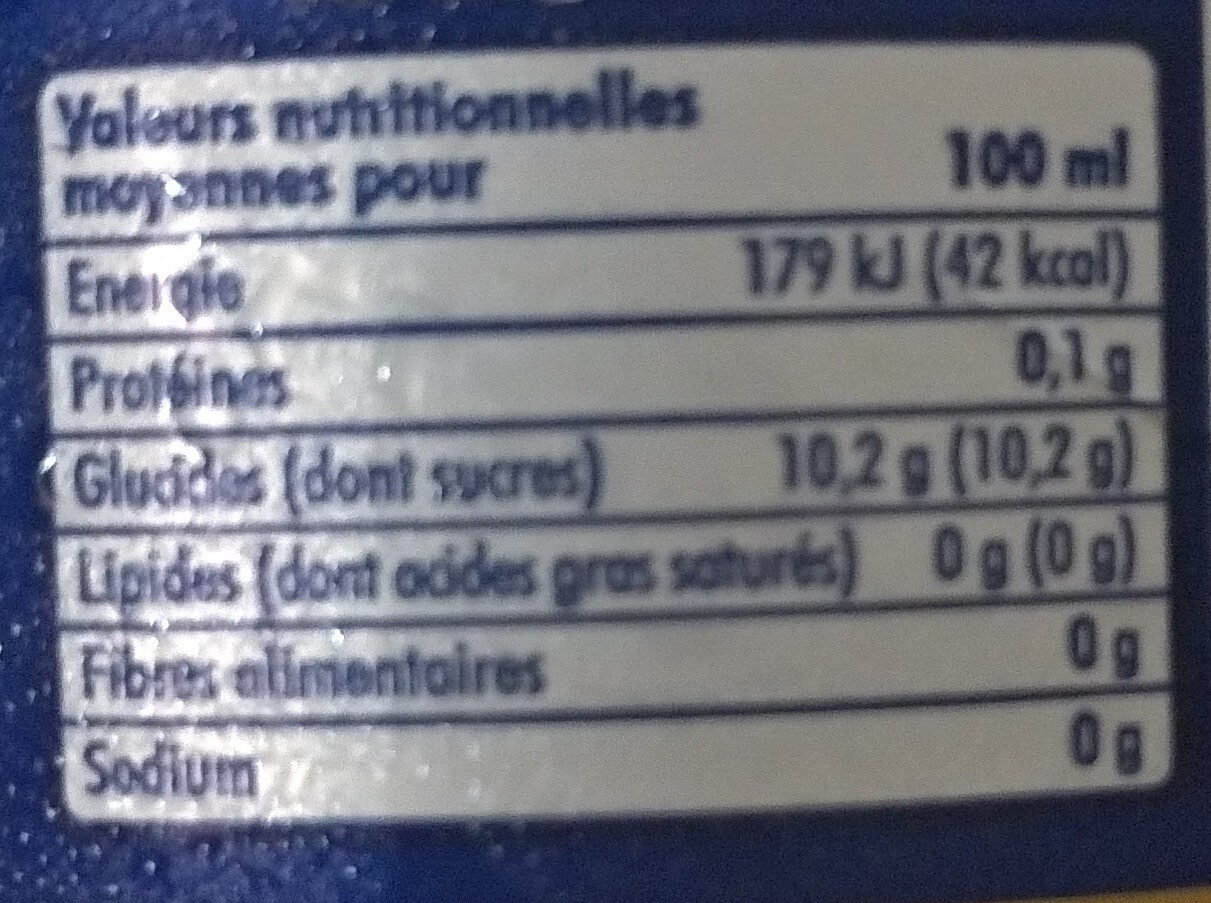 Valeurs nutritionnelles
moyennes pour 100 ml
Energie 179 kJ (42 kcal)
Protéines 0,1 g
Glucides (dont sucres) 10,2 g (10,2 g)
Lipides (dont acides gras saturés) 0 g (0 g)
Fibres alimentaires 0 g
Sodium 0 g